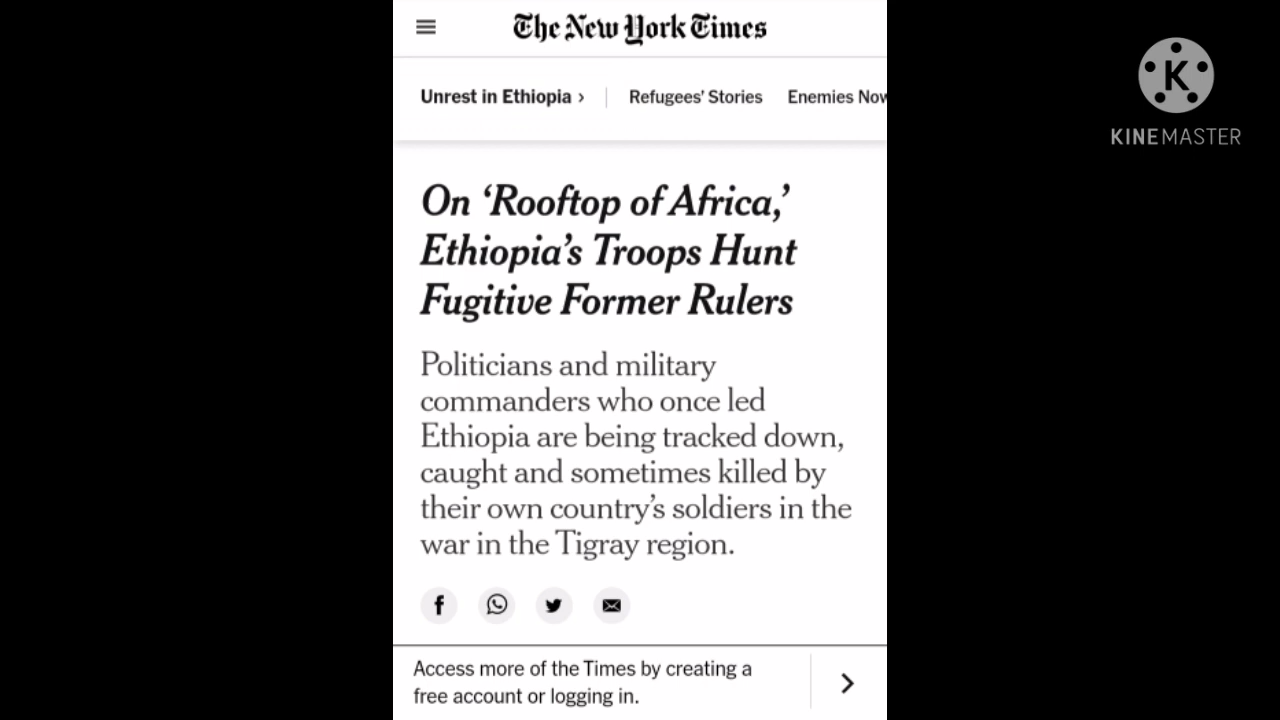 The New York Times
Unrest in Ethiopia ›
Refugees' Stories
Enemies Now
On ‘Rooftop of Africa,’
Ethiopia’s Troops Hunt
Fugitive Former Rulers
Politicians and military
commanders who once led
Ethiopia are being tracked down,
caught and sometimes killed by
their own country’s soldiers in the
war in the Tigray region.
Access more of the Times by creating a
free account or logging in.
K
KINEMASTER